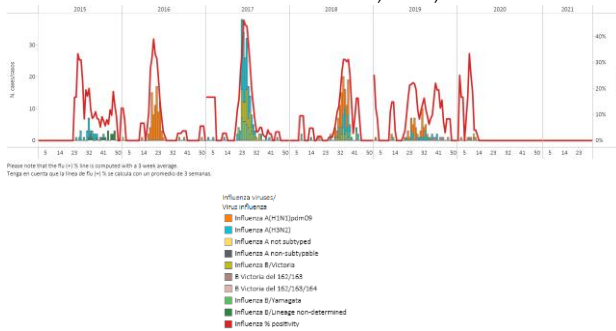 2015 2016 2017 2018 2019 2020 2021
30
20
10
0
N. cases/casos
40%
30%
20%
10%
0%
5 14 23 32 41 50 5 14 23 32 41 50 5 14 23 32 41 50 5 14 23 32 41 50 5 14 23 32 41 50 5 14 23 32 41 50 5 14 23
Please note that the flu (+) % line is computed with a 3 week average.
Tenga en cuenta que la línea de flu (+) % se calcula con un promedio de 3 semanas.
Influenza viruses/
Virus influenza
Influenza A(H1N1)pdm09
Influenza A(H3N2)
Influenza A not subtyped
Influenza A non-subtypable
Influenza B/Victoria
B Victoria del 162/163
B Victoria del 162/163/164
Influenza B/Yamagata
Influenza B/Lineage non-determined
Influenza % positivity